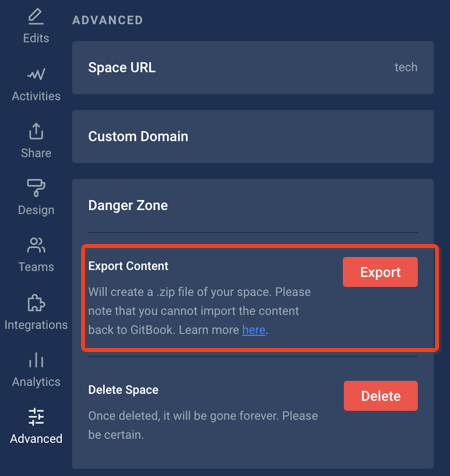 Edits
Activities
Share
Design
Teams
Integrations
Analytics
Advanced
ADVANCED
Space URL
tech
Custom Domain
Danger Zone
Export Content
Will create a .zip file of your space. Please
note that you cannot import the content
back to GitBook. Learn more here.
Export
Delete Space
Once deleted, it will be gone forever. Please
be certain.
Delete